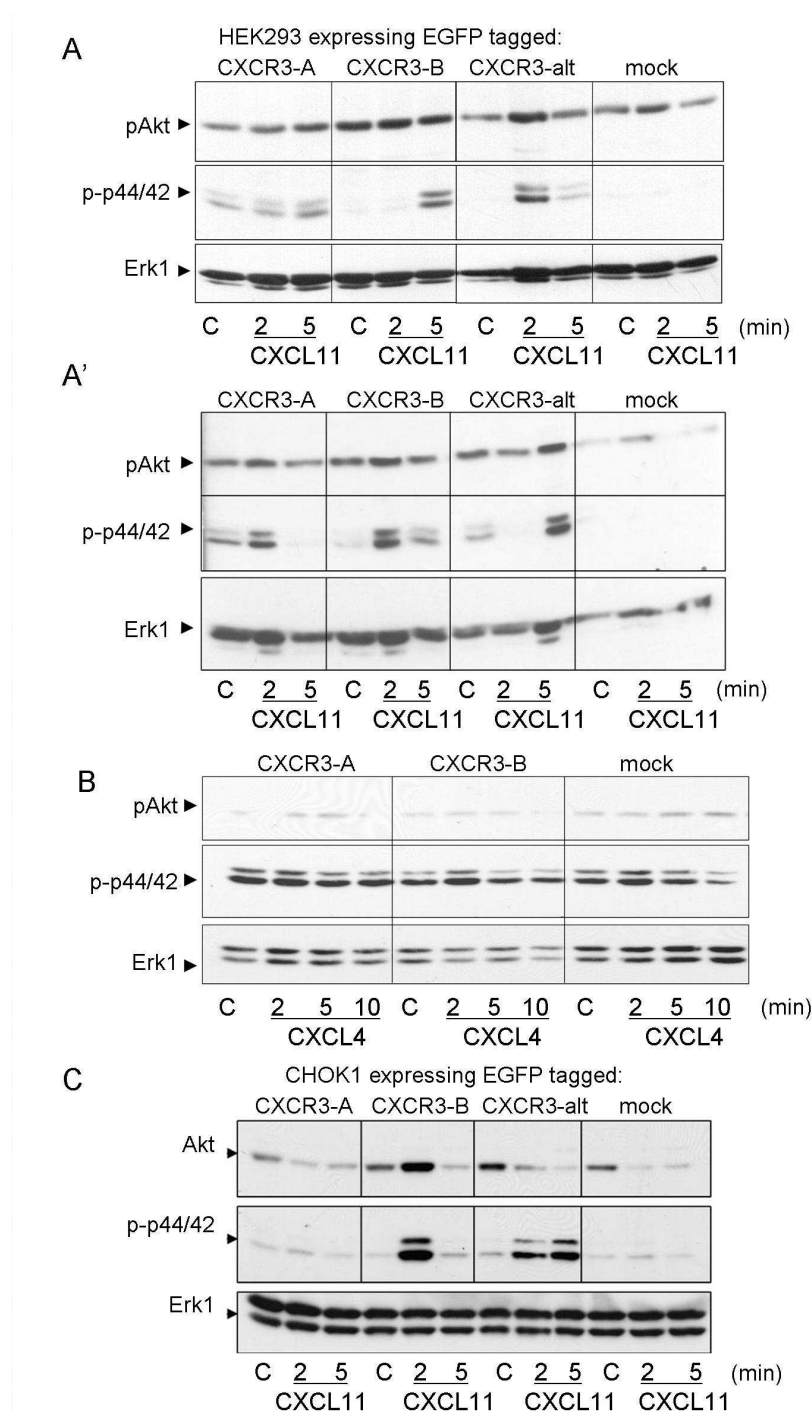 A
HEK293 expressing EGFP tagged:
CXCR3-A CXCR3-B CXCR3-alt mock
pAkt
p-p44/42
Erk1
C 2 5 C 2 5 C 2 5 C 2 5 (min)
CXCL11 CXCL11 CXCL11 CXCL11
A'
CXCR3-A CXCR3-B CXCR3-alt mock
pAkt
p-p44/42
Erk1
C 2 5 C 2 5 C 2 5 C 2 5 (min)
CXCL11 CXCL11 CXCL11 CXCL11
B
CXCR3-A CXCR3-B mock
pAkt
p-p44/42
Erk1
C 2 5 10 C 2 5 10 C 2 5 10 (min)
CXCL4 CXCL4 CXCL4
C
CHOK1 expressing EGFP tagged:
CXCR3-A CXCR3-B CXCR3-alt mock
Akt
p-p44/42
Erk1
C 2 5 C 2 5 C 2 5 C 2 5 (min)
CXCL11 CXCL11 CXCL11 CXCL11